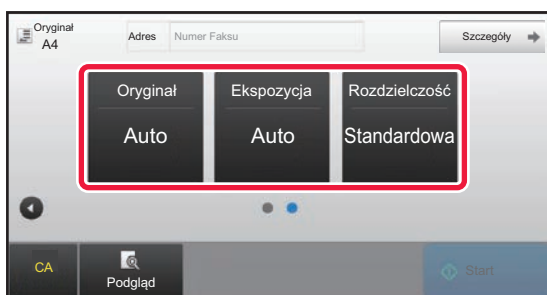 Oryginał
A4
Adres
Numer Faksu
Szczegóły
Oryginał
Ekspozycja
Rozdzielczość
Auto
Auto
Standardowa
CA
Podgląd
Start